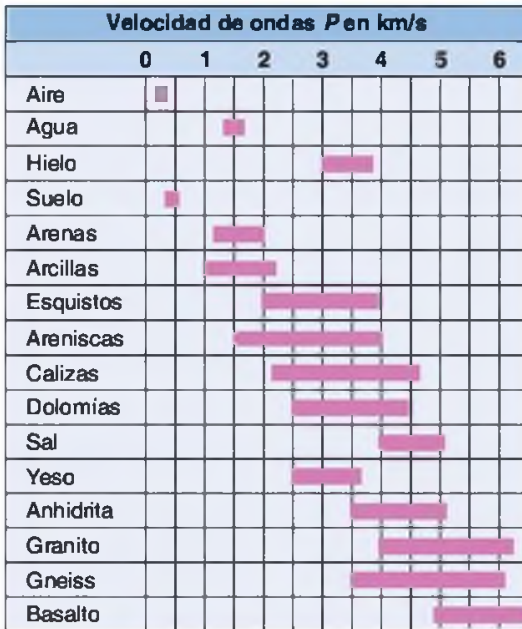 Velocidad de ondas P en km/s
0 1 2 3 4 5 6
Aire
Agua
Hielo
Suelo
Arenas
Arcillas
Esquistos
Areniscas
Calizas
Dolomías
Sal
Yeso
Anhidrita
Granito
Gneiss
Basalto